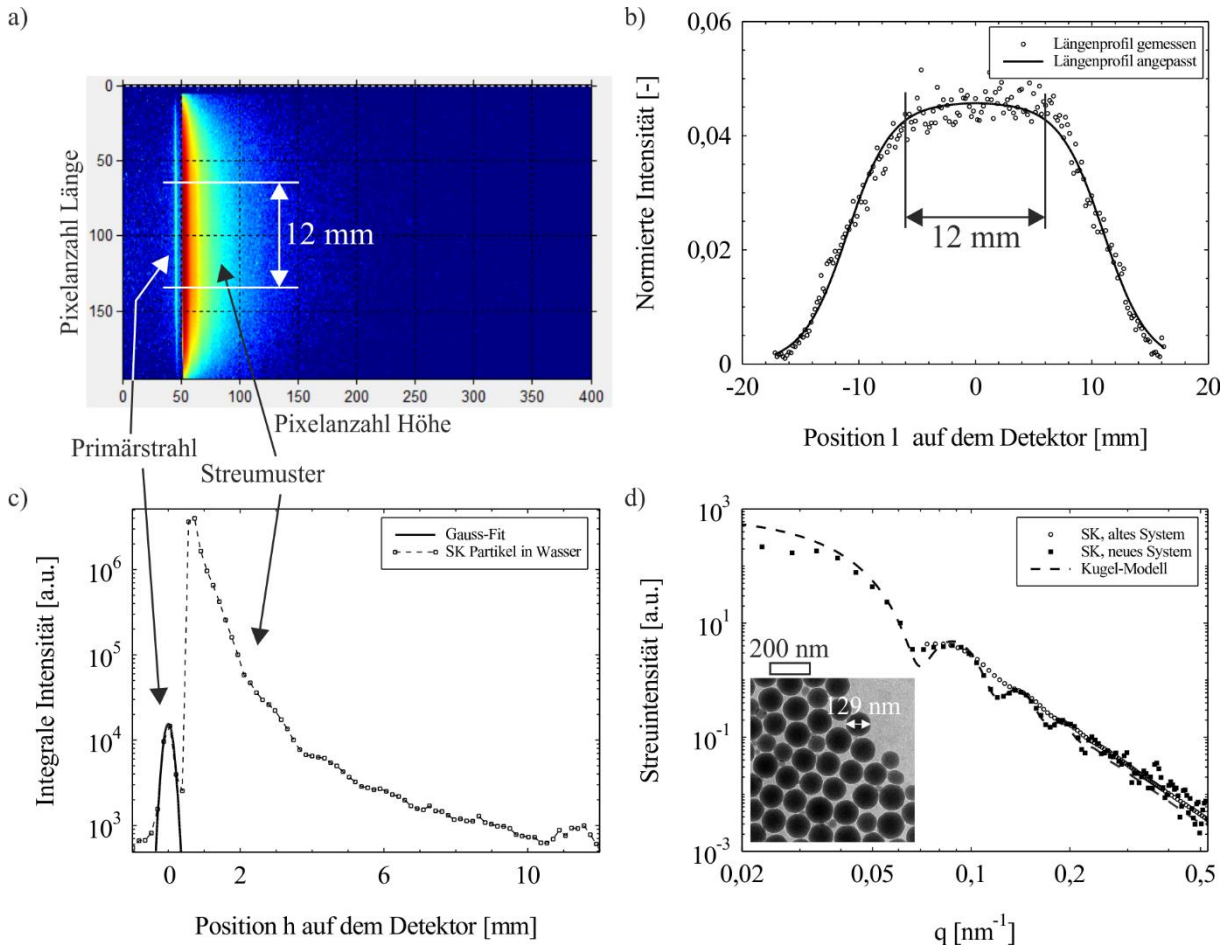 a)
0
50
100
150
Pixelanzahl Länge
12 mm
0 50 100 150 200 250 300 350 400
Pixelanzahl Höhe
Primärstrahl
Streumuster
b)
0,06
0,04
0,02
0
Normierte Intensität [-]
Längenprofil gemessen
Längenprofil angepasst
12 mm
-20 -10 0 10 20
Position l auf dem Detektor [mm]
c)
10^6
10^5
10^4
10^3
Integrale Intensität [a.u.]
Gauss-Fit
SK Partikel in Wasser
0 2 6 10
Position h auf dem Detektor [mm]
d)
10^3
10^1
10^-1
10^-3
Streuintensität [a.u.]
SK, altes System
SK, neues System
Kugel-Modell
200 nm
129 nm
0,02 0,05 0,1 0,2 0,5
q [nm^-1]